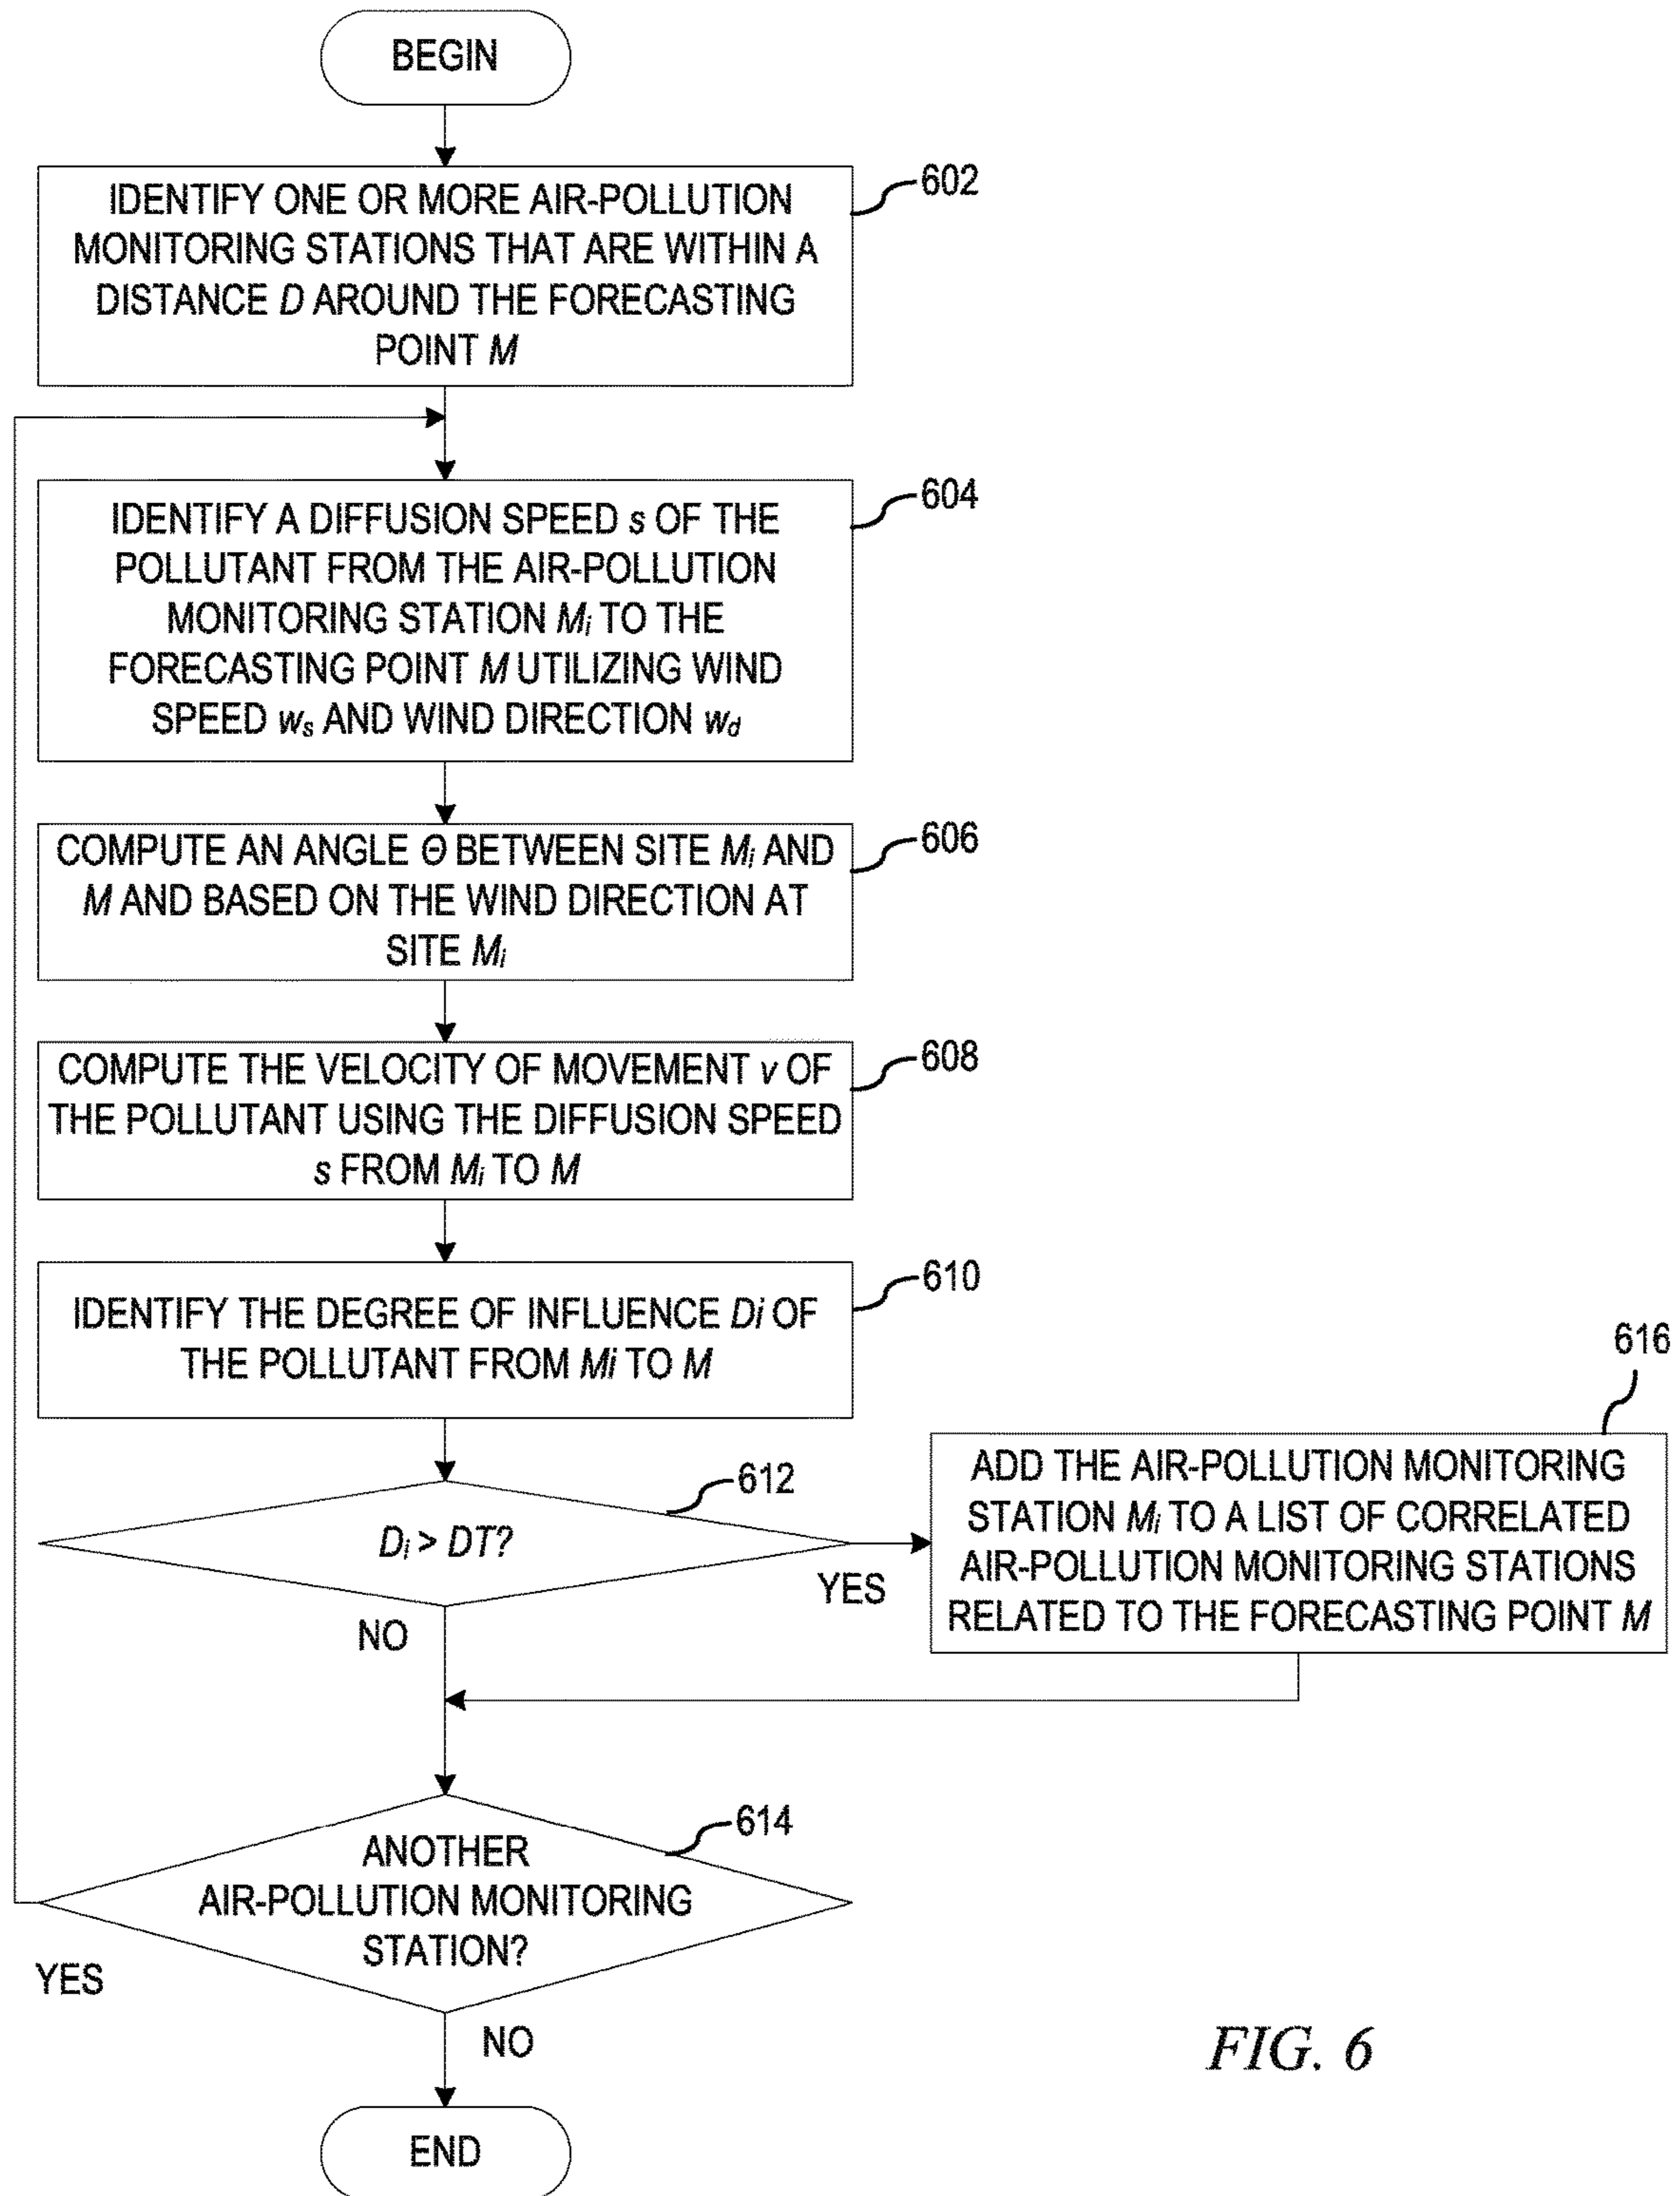 BEGIN
IDENTIFY ONE OR MORE AIR-POLLUTION
MONITORING STATIONS THAT ARE WITHIN A
DISTANCE D AROUND THE FORECASTING
POINT M
602
IDENTIFY A DIFFUSION SPEED s OF THE
POLLUTANT FROM THE AIR-POLLUTION
MONITORING STATION Mi TO THE
FORECASTING POINT M UTILIZING WIND
SPEED ws AND WIND DIRECTION wd
604
COMPUTE AN ANGLE Θ BETWEEN SITE Mi AND
M AND BASED ON THE WIND DIRECTION AT
SITE Mi
606
COMPUTE THE VELOCITY OF MOVEMENT v OF
THE POLLUTANT USING THE DIFFUSION SPEED
s FROM Mi TO M
608
IDENTIFY THE DEGREE OF INFLUENCE Di OF
THE POLLUTANT FROM Mi TO M
610
Di > DT?
612
YES
NO
616
ADD THE AIR-POLLUTION MONITORING
STATION Mi TO A LIST OF CORRELATED
AIR-POLLUTION MONITORING STATIONS
RELATED TO THE FORECASTING POINT M
ANOTHER
AIR-POLLUTION MONITORING
STATION?
614
YES
NO
END
FIG. 6